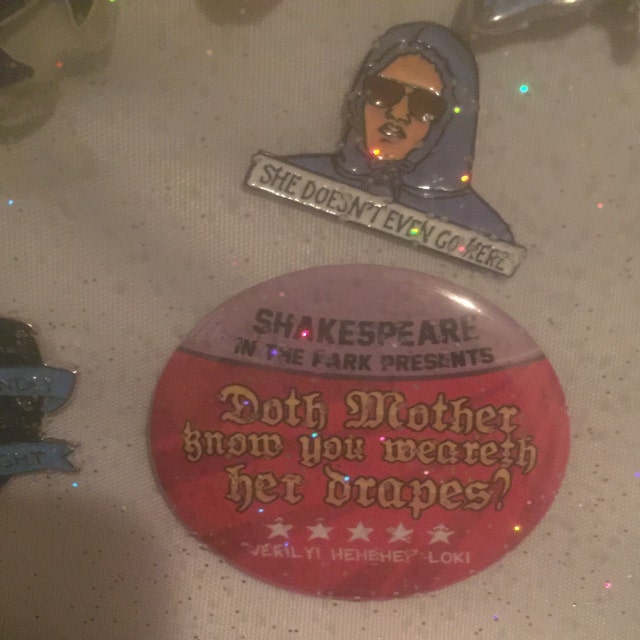 SHE DOESN'T EVEN GO HERE
SHAKESPEARE
IN THE PARK PRESENTS
Doth Mother
know you weareth
her drapes?
"VERILY! HEHEHE!" -LOKI